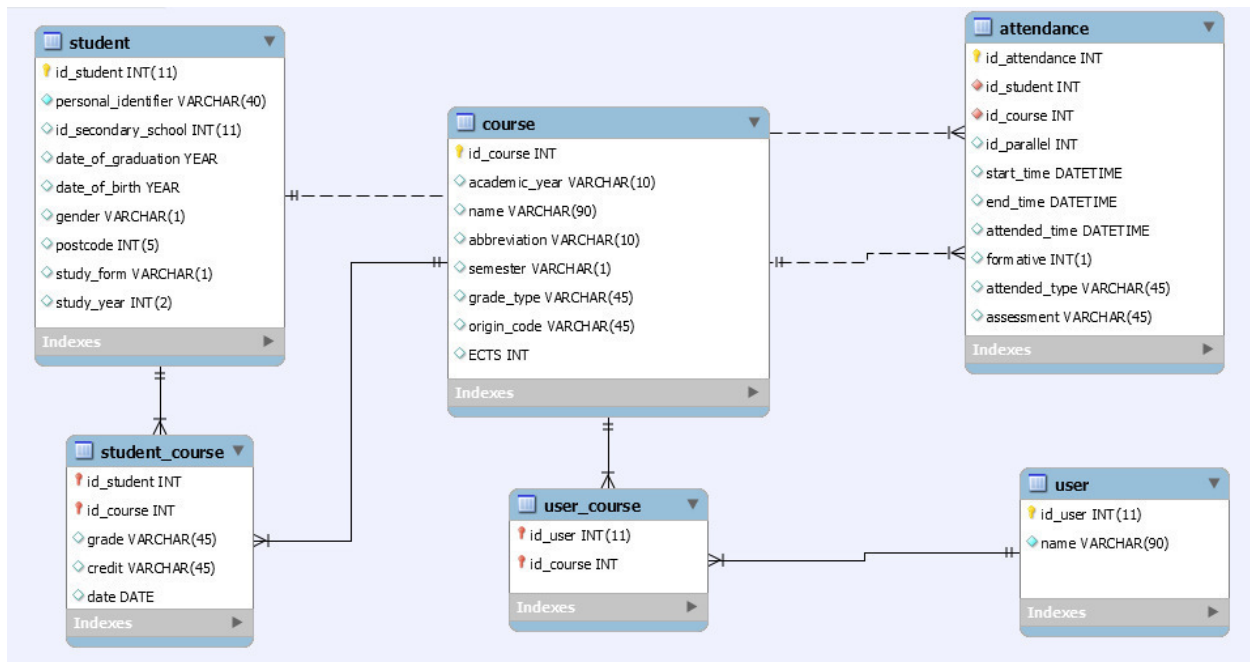 student
id_student INT(11)
personal_identifier VARCHAR(40)
id_secondary_school INT(11)
date_of_graduation YEAR
date_of_birth YEAR
gender VARCHAR(1)
postcode INT(5)
study_form VARCHAR(1)
study_year INT(2)
Indexes
course
id_course INT
academic_year VARCHAR(10)
name VARCHAR(90)
abbreviation VARCHAR(10)
semester VARCHAR(1)
grade_type VARCHAR(45)
origin_code VARCHAR(45)
ECTS INT
Indexes
attendance
id_attendance INT
id_student INT
id_course INT
id_parallel INT
start_time DATETIME
end_time DATETIME
attended_time DATETIME
formative INT(1)
attended_type VARCHAR(45)
assessment VARCHAR(45)
Indexes
student_course
id_student INT
id_course INT
grade VARCHAR(45)
credit VARCHAR(45)
date DATE
Indexes
user_course
id_user INT(11)
id_course INT
Indexes
user
id_user INT(11)
name VARCHAR(90)
Indexes